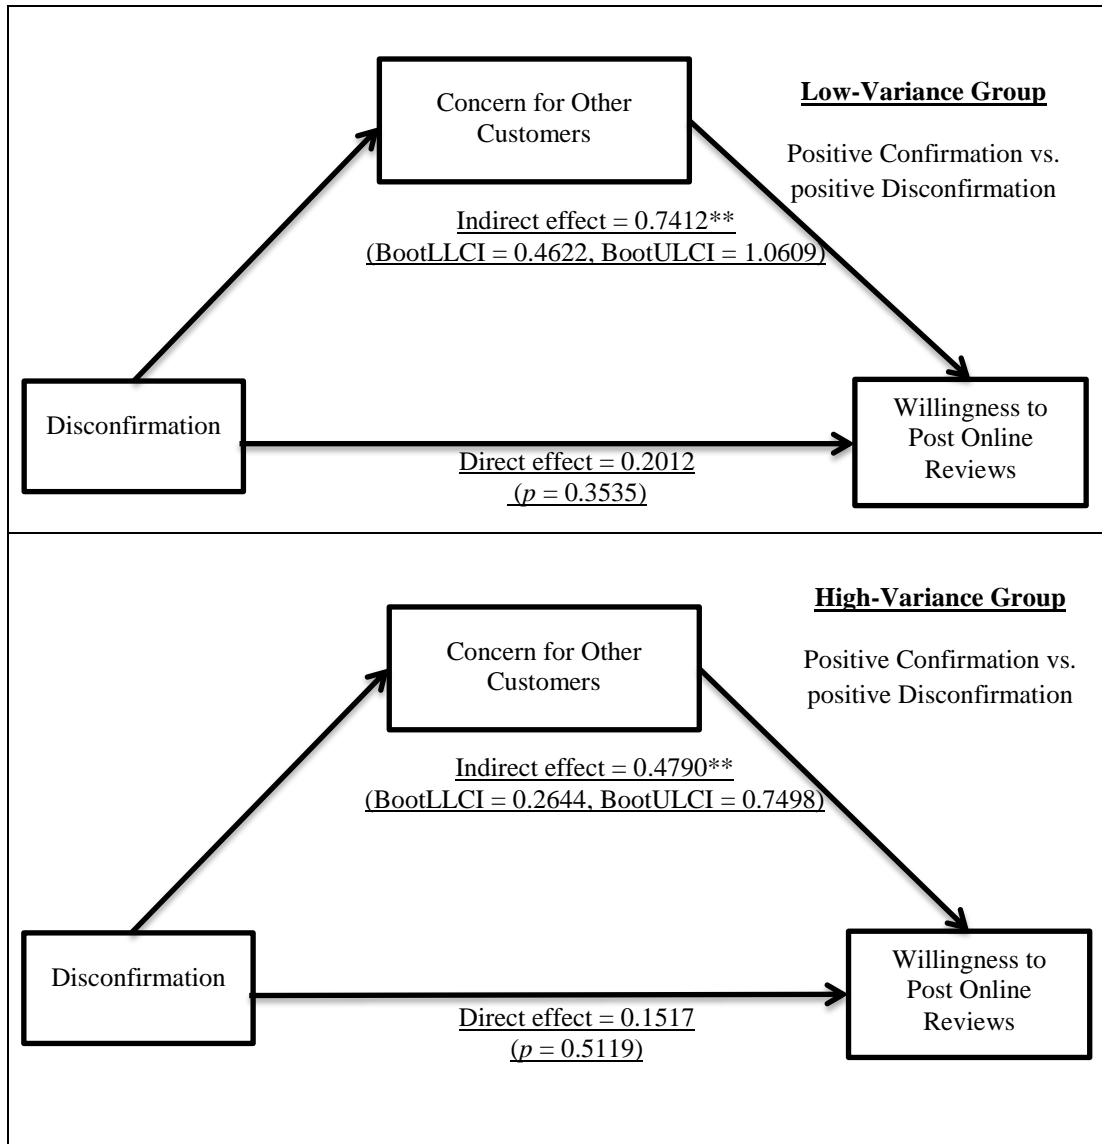 Concern for Other
Customers
Low-Variance Group
Positive Confirmation vs.
positive Disconfirmation
Indirect effect = 0.7412**
(BootLLCI = 0.4622, BootULCI = 1.0609)
Disconfirmation
Willingness to
Post Online
Reviews
Direct effect = 0.2012
(p = 0.3535)
High-Variance Group
Concern for Other
Customers
Positive Confirmation vs.
positive Disconfirmation
Indirect effect = 0.4790**
(BootLLCI = 0.2644, BootULCI = 0.7498)
Disconfirmation
Willingness to
Post Online
Reviews
Direct effect = 0.1517
(p = 0.5119)